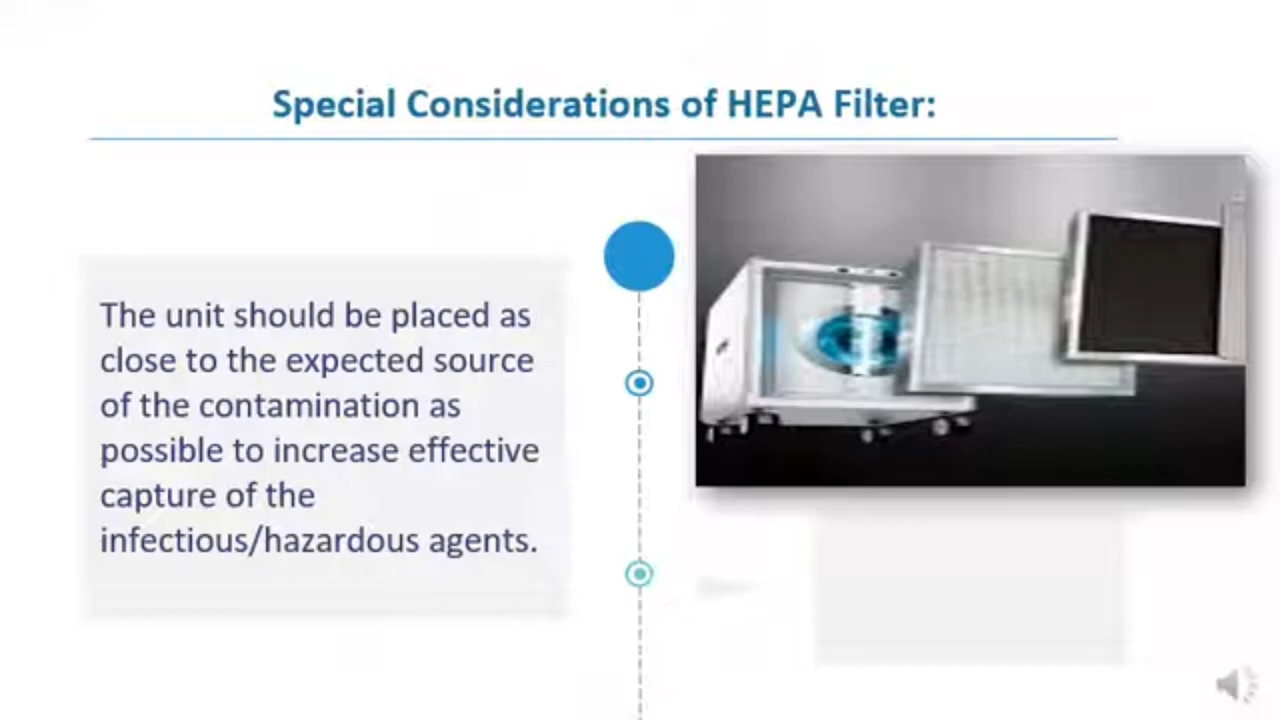 Special Considerations of HEPA Filter:
The unit should be placed as
close to the expected source
of the contamination as
possible to increase effective
capture of the
infectious/hazardous agents.